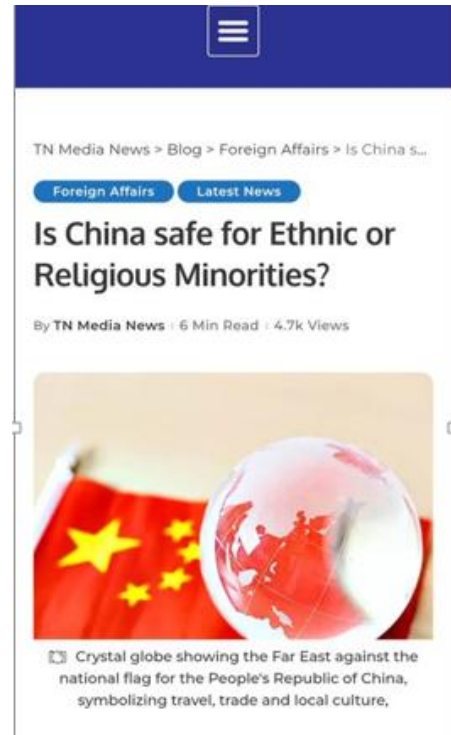 TN Media News > Blog > Foreign Affairs > Is China s...
Foreign Affairs Latest News
Is China safe for Ethnic or
Religious Minorities?
By TN Media News 6 Min Read 4.7k Views
Crystal globe showing the Far East against the
national flag for the People's Republic of China,
symbolizing travel, trade and local culture,